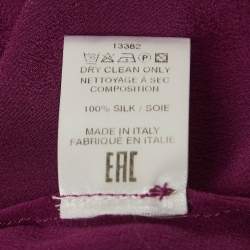 13382
DRY CLEAN ONLY
NETTOYAGE A SEC
COMPOSITION
100% SILK / SOIE
MADE IN ITALY
FABRIQUE EN ITALIE
EAC